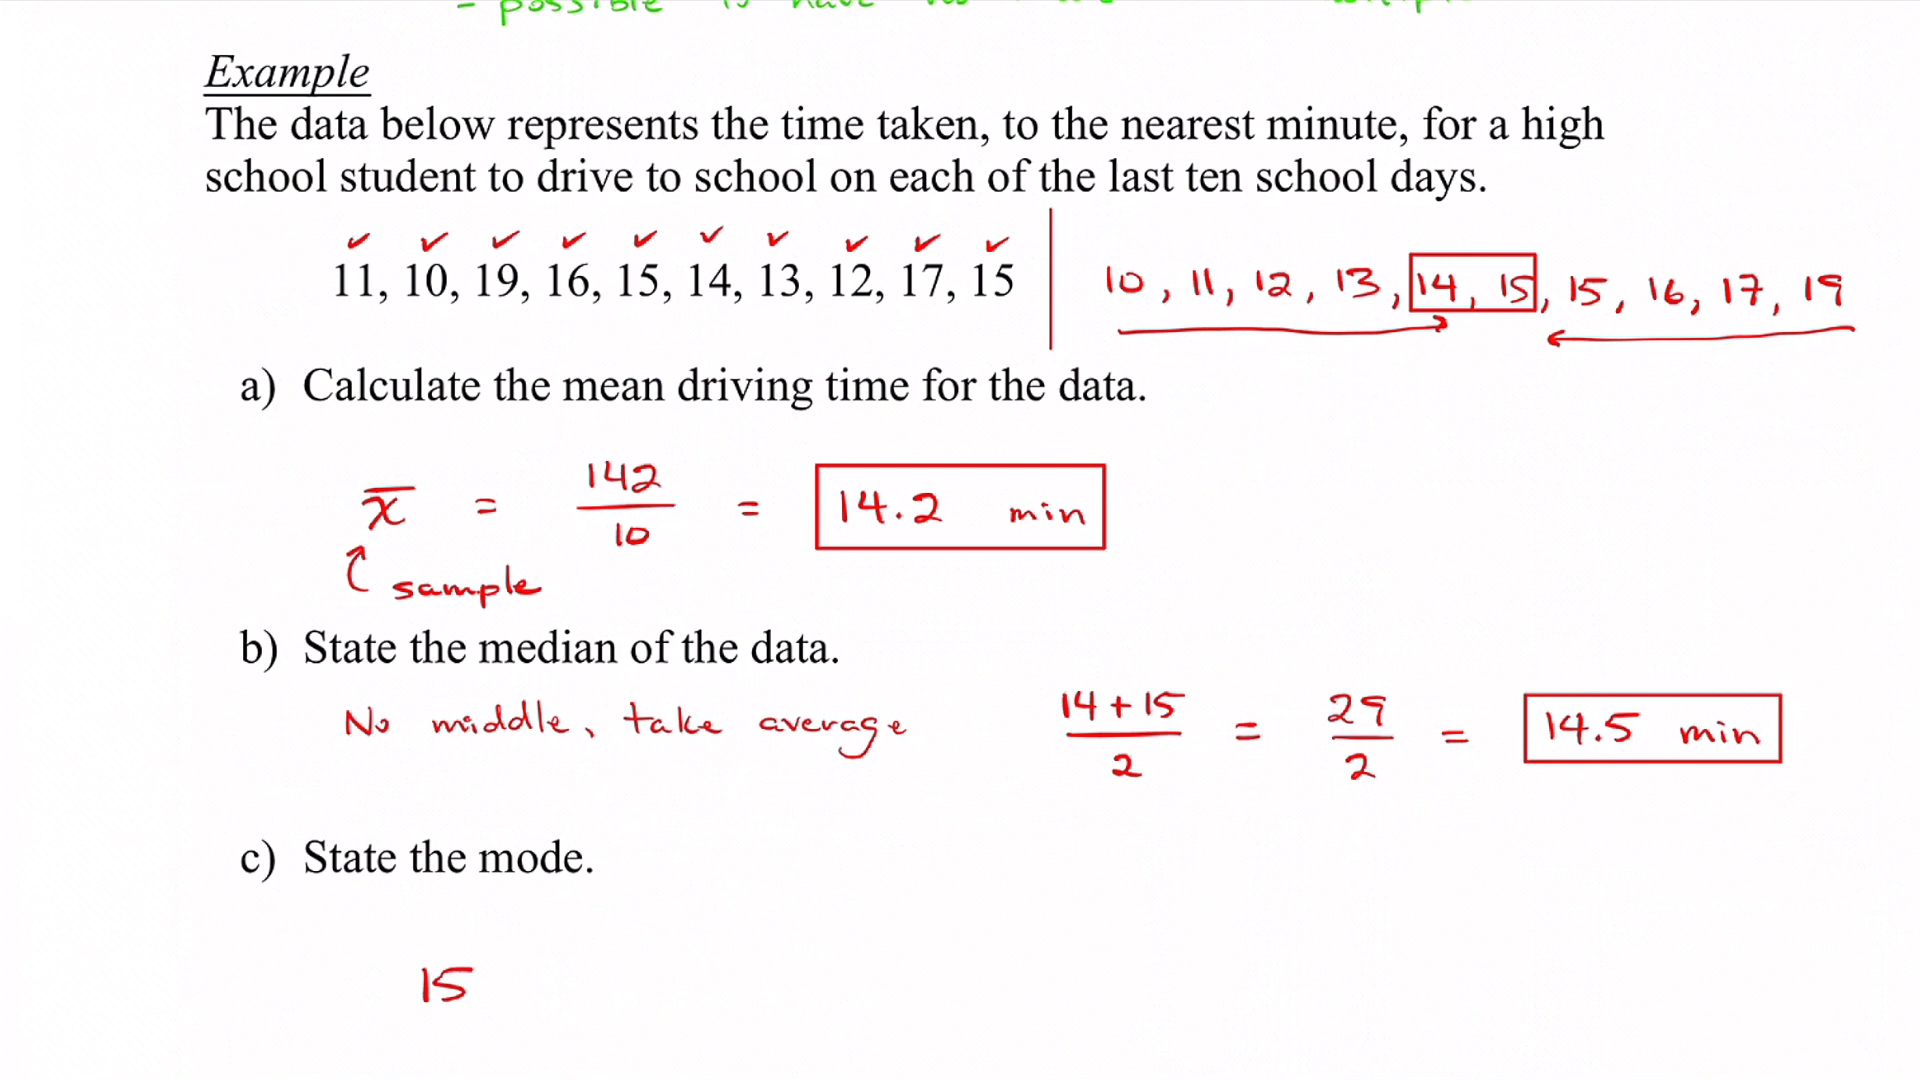 - possible to have
Example
The data below represents the time taken, to the nearest minute, for a high
school student to drive to school on each of the last ten school days.
11, 10, 19, 16, 15, 14, 13, 12, 17, 15
10, 11, 12, 13, 14, 15, 15, 16, 17, 19
a) Calculate the mean driving time for the data.
x̄ = 142/10 = 14.2 min
sample
b) State the median of the data.
No middle, take average 14+15/2 = 29/2 = 14.5 min
c) State the mode.
15